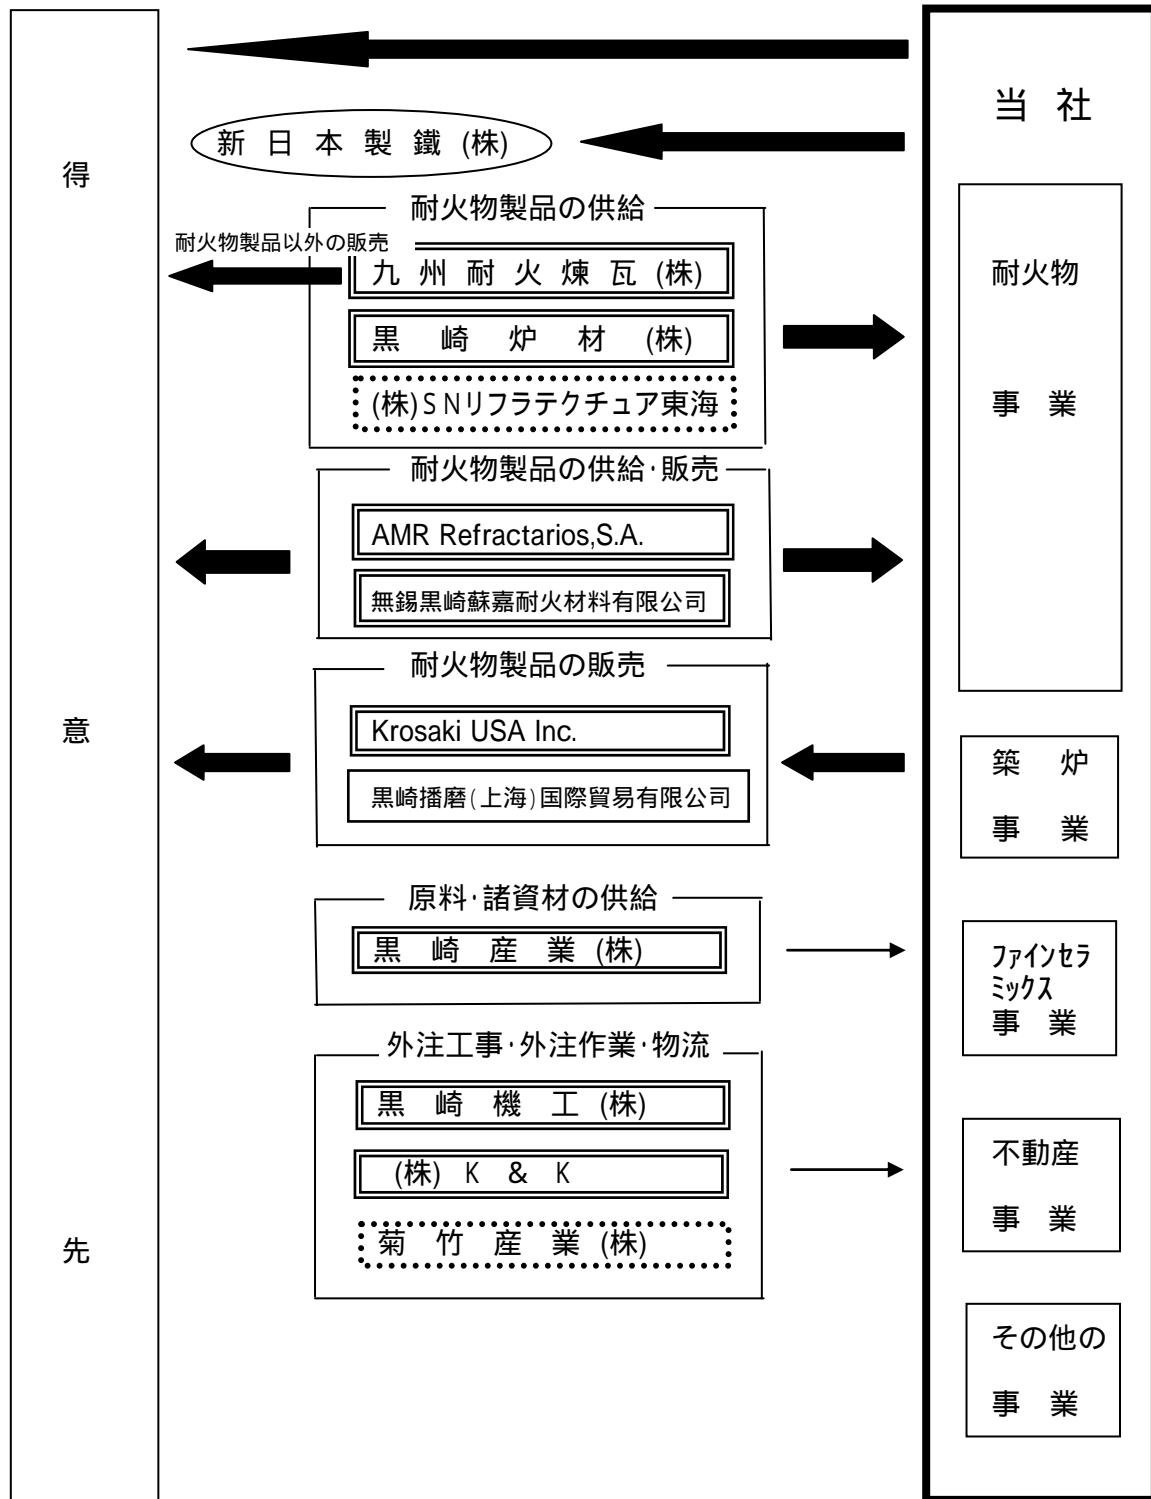 得
意
先
新日本製鐵(株)
耐火物製品の供給
耐火物製品以外の販売
九州耐火煉瓦(株)
黒崎炉材(株)
(株)SNリフラテクチュア東海
耐火物製品の供給・販売
AMR Refractarios,S.A.
無錫黒崎蘇嘉耐火材料有限公司
耐火物製品の販売
Krosaki USA Inc.
黒崎播磨(上海)国際貿易有限公司
原料・諸資材の供給
黒崎産業(株)
外注工事・外注作業・物流
黒崎機工(株)
(株)K&K
菊竹産業(株)
当社
耐火物
事業
築炉
事業
ファインセラ
ミックス
事業
不動産
事業
その他の
事業